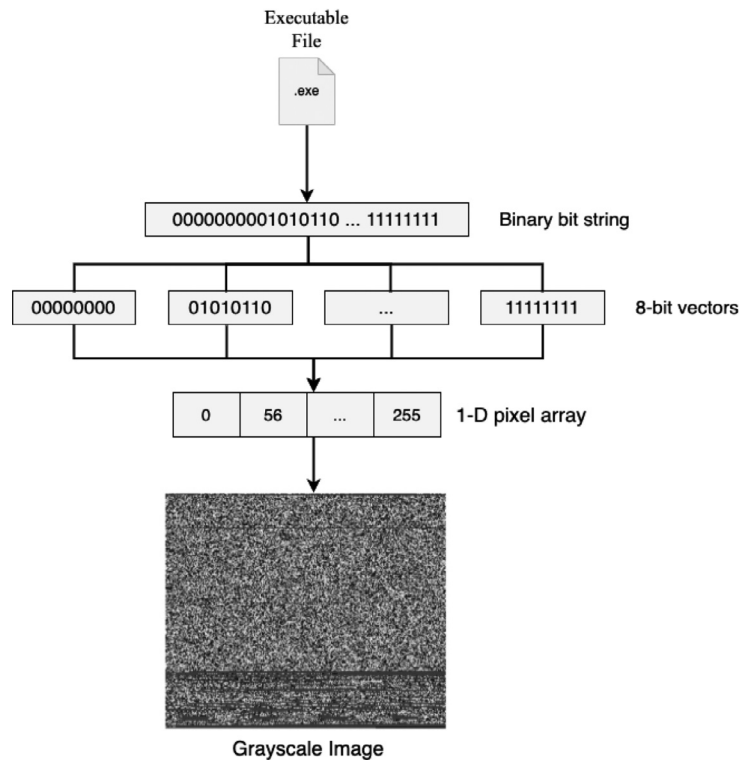 Executable
File
.exe
0000000001010110 ... 11111111
Binary bit string
00000000
01010110
...
11111111
8-bit vectors
0
56
...
255
1-D pixel array
Grayscale Image